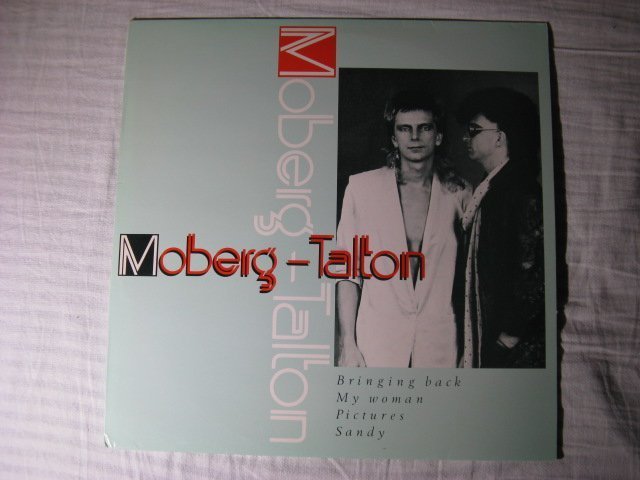 Moberg - Talton
Moberg - Talton
Bringing back
My woman
Pictures
Sandy